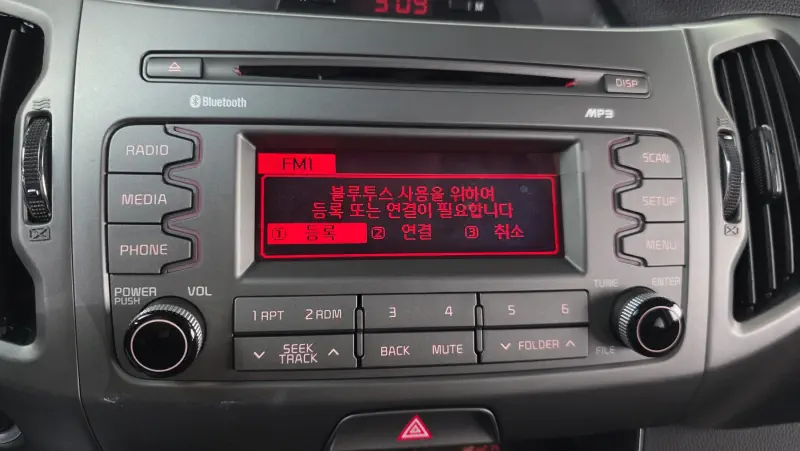 5:09
DISP
Bluetooth
MP3
RADIO
SCAN
FM1
블루투스 사용을 위하여
등록 또는 연결이 필요합니다
① 등록 ② 연결 ③ 취소
MEDIA
SETUP
PHONE
MENU
POWER
PUSH
VOL
TUNE
ENTER
1 RPT 2 RDM 3 4 5 6
SEEK
TRACK
BACK MUTE
FOLDER
FILE